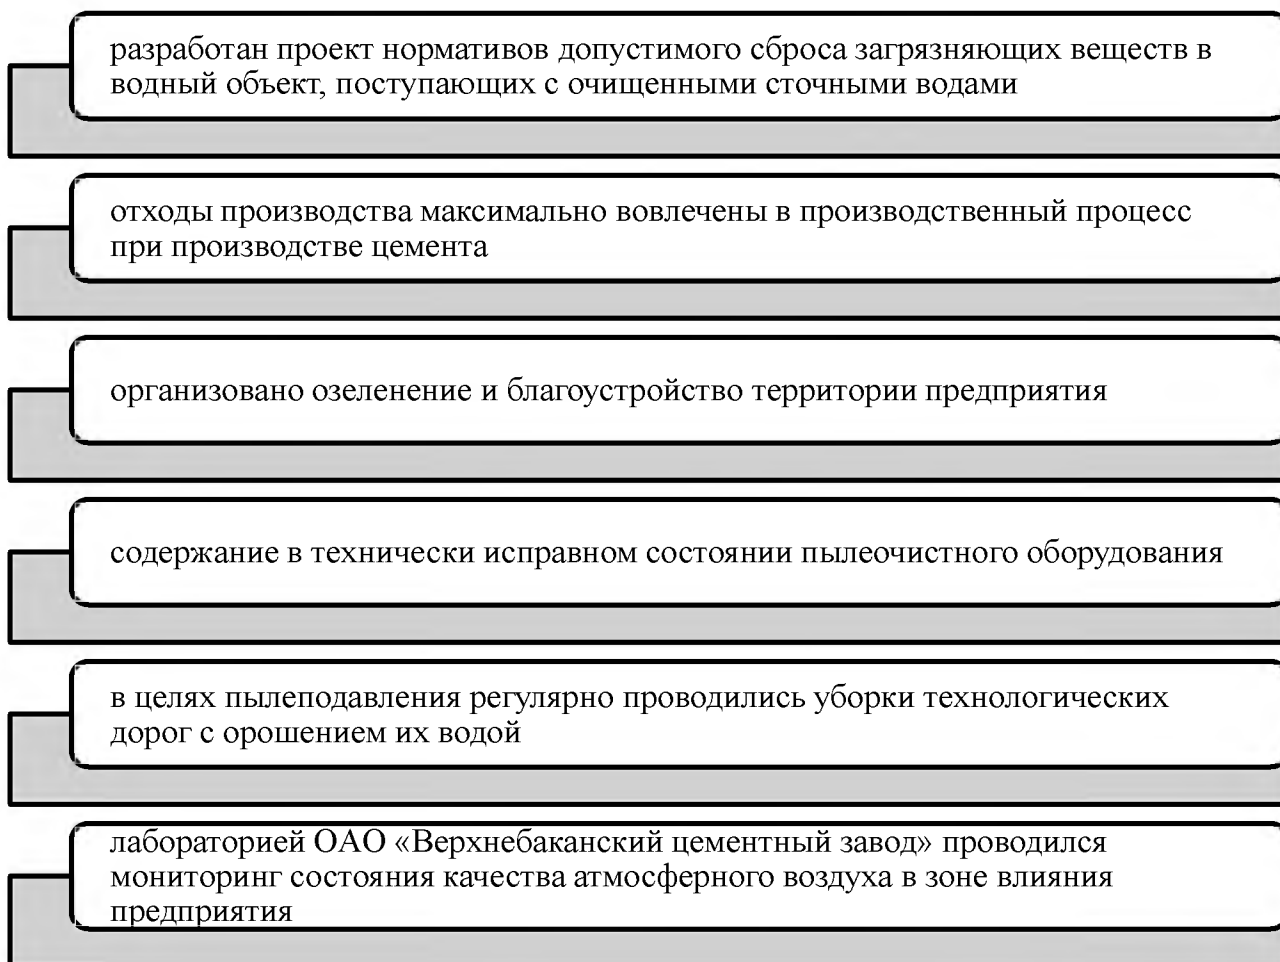 разработан проект нормативов допустимого сброса загрязняющих веществ в
водный объект, поступающих с очищенными сточными водами
отходы производства максимально вовлечены в производственный процесс
при производстве цемента
организовано озеленение и благоустройство территории предприятия
содержание в технически исправном состоянии пылеочистного оборудования
в целях пылеподавления регулярно проводились уборки технологических
дорог с орошением их водой
лабораторией ОАО «Верхнебаканский цементный завод» проводился
мониторинг состояния качества атмосферного воздуха в зоне влияния
предприятия